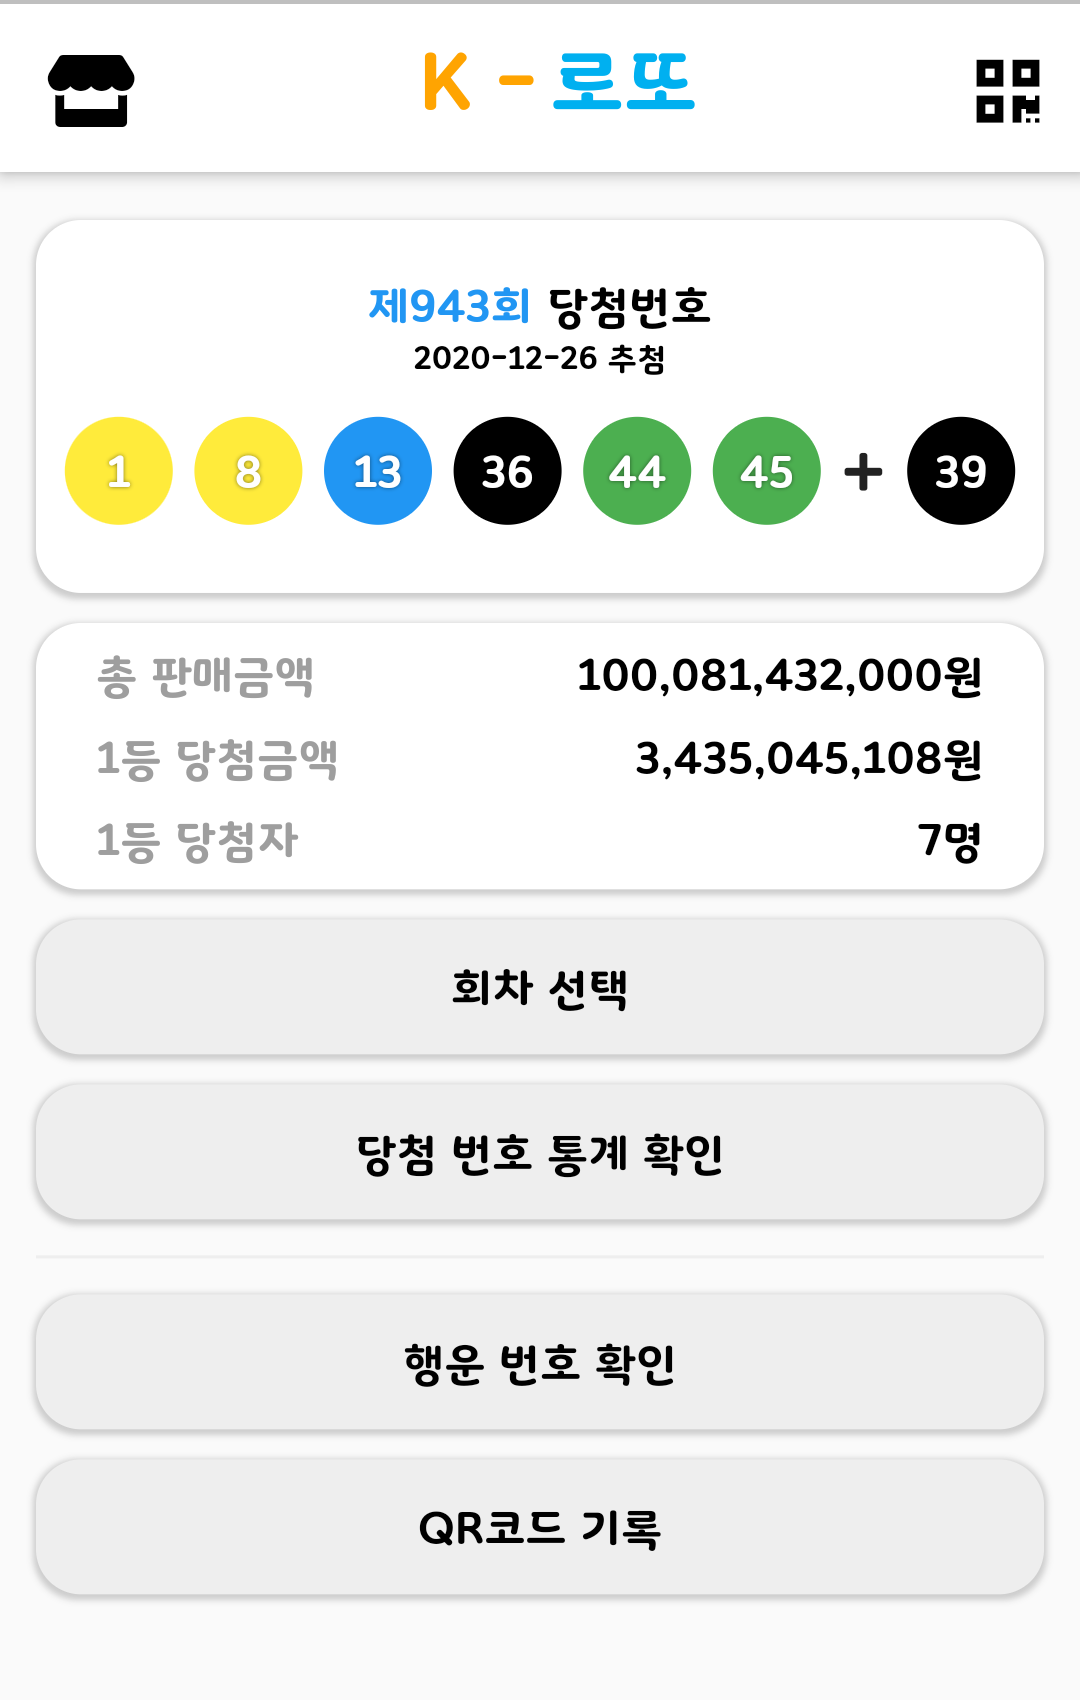 K - 로또
제943회 당첨번호
2020-12-26 추첨
1 8 13 36 44 45 + 39
총 판매금액 100,081,432,000원
1등 당첨금액 3,435,045,108원
1등 당첨자 7명
회차 선택
당첨 번호 통계 확인
행운 번호 확인
QR코드 기록